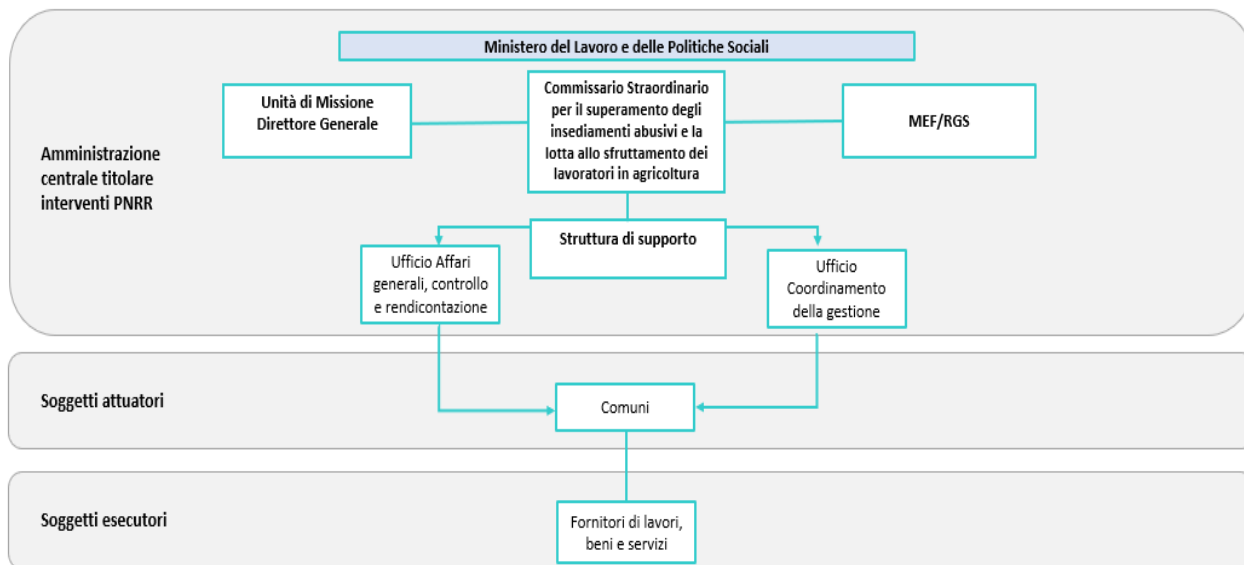 Ministero del Lavoro e delle Politiche Sociali
Unità di Missione
Direttore Generale
Commissario Straordinario
per il superamento degli
insediamenti abusivi e la
lotta allo sfruttamento dei
lavoratori in agricoltura
MEF/RGS
Amministrazione
centrale titolare
interventi PNRR
Struttura di supporto
Ufficio Affari
generali, controllo
e rendicontazione
Ufficio
Coordinamento
della gestione
Soggetti attuatori
Comuni
Soggetti esecutori
Fornitori di lavori,
beni e servizi